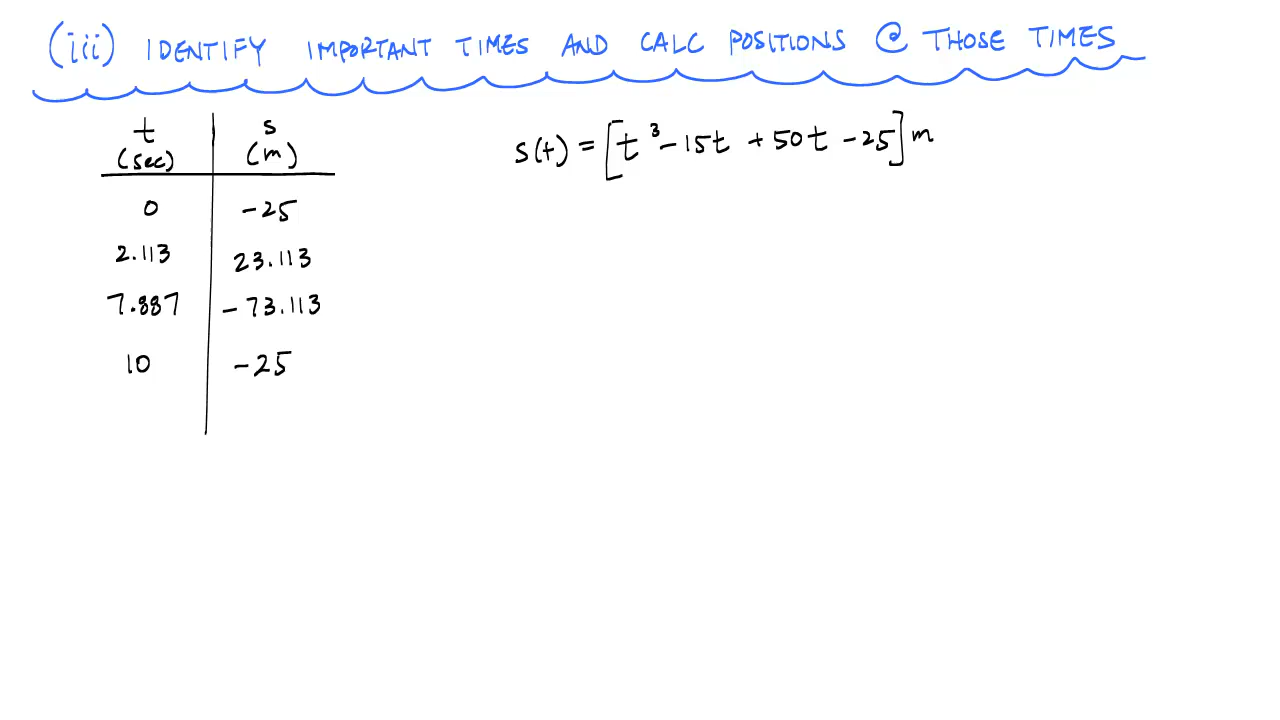 (iii) IDENTIFY IMPORTANT TIMES AND CALC POSITIONS @ THOSE TIMES
t (sec) s (m)
s(t) = [t³ - 15t + 50t - 25] m
0 -25
2.113 23.113
7.887 -73.113
10 -25